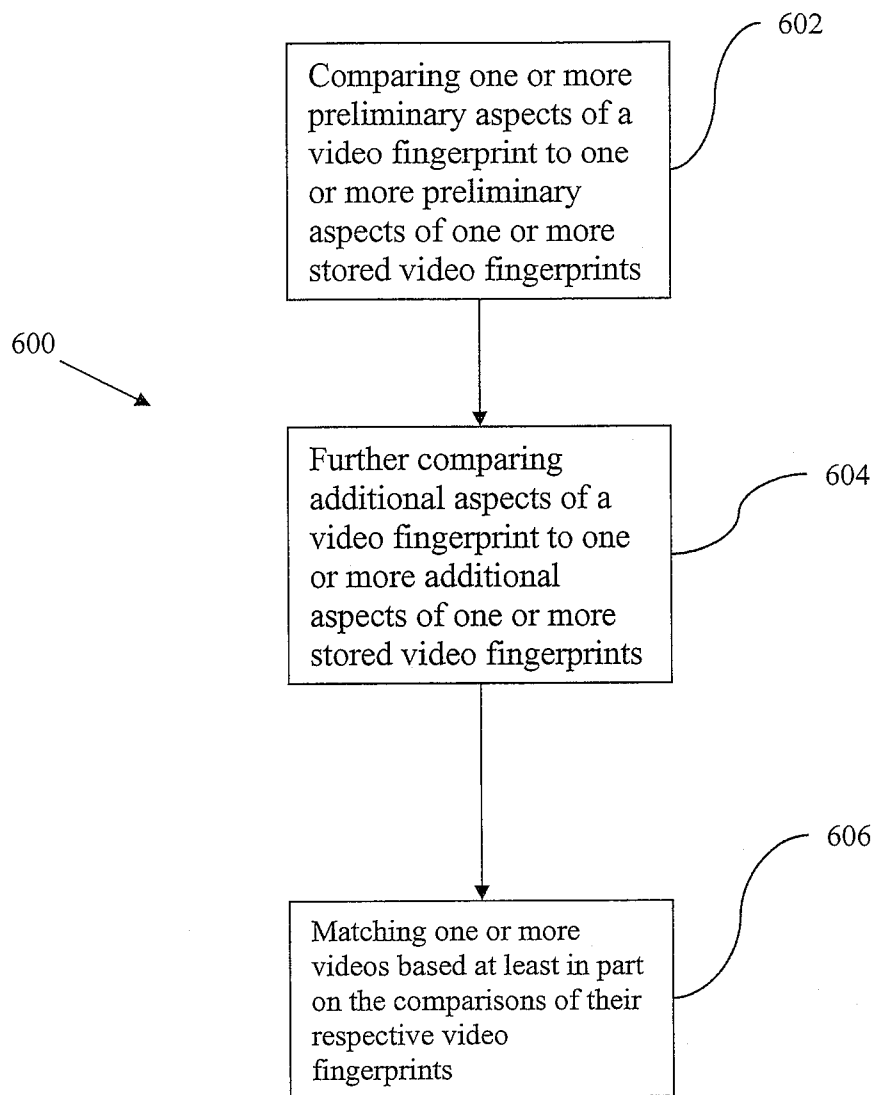 602
Comparing one or more
preliminary aspects of a
video fingerprint to one
or more preliminary
aspects of one or more
stored video fingerprints
600
Further comparing
additional aspects of a
video fingerprint to one
or more additional
aspects of one or more
stored video fingerprints
604
606
Matching one or more
videos based at least in part
on the comparisons of their
respective video
fingerprints